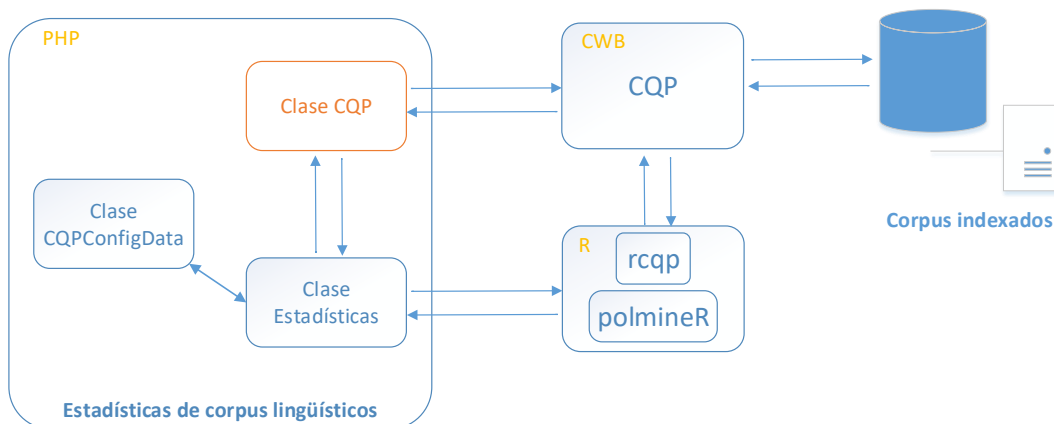 PHP
Clase CQP
Clase
CQPConfigData
Clase
Estadísticas
Estadísticas de corpus lingüísticos
CWB
CQP
R
rcqp
polmineR
Corpus indexados